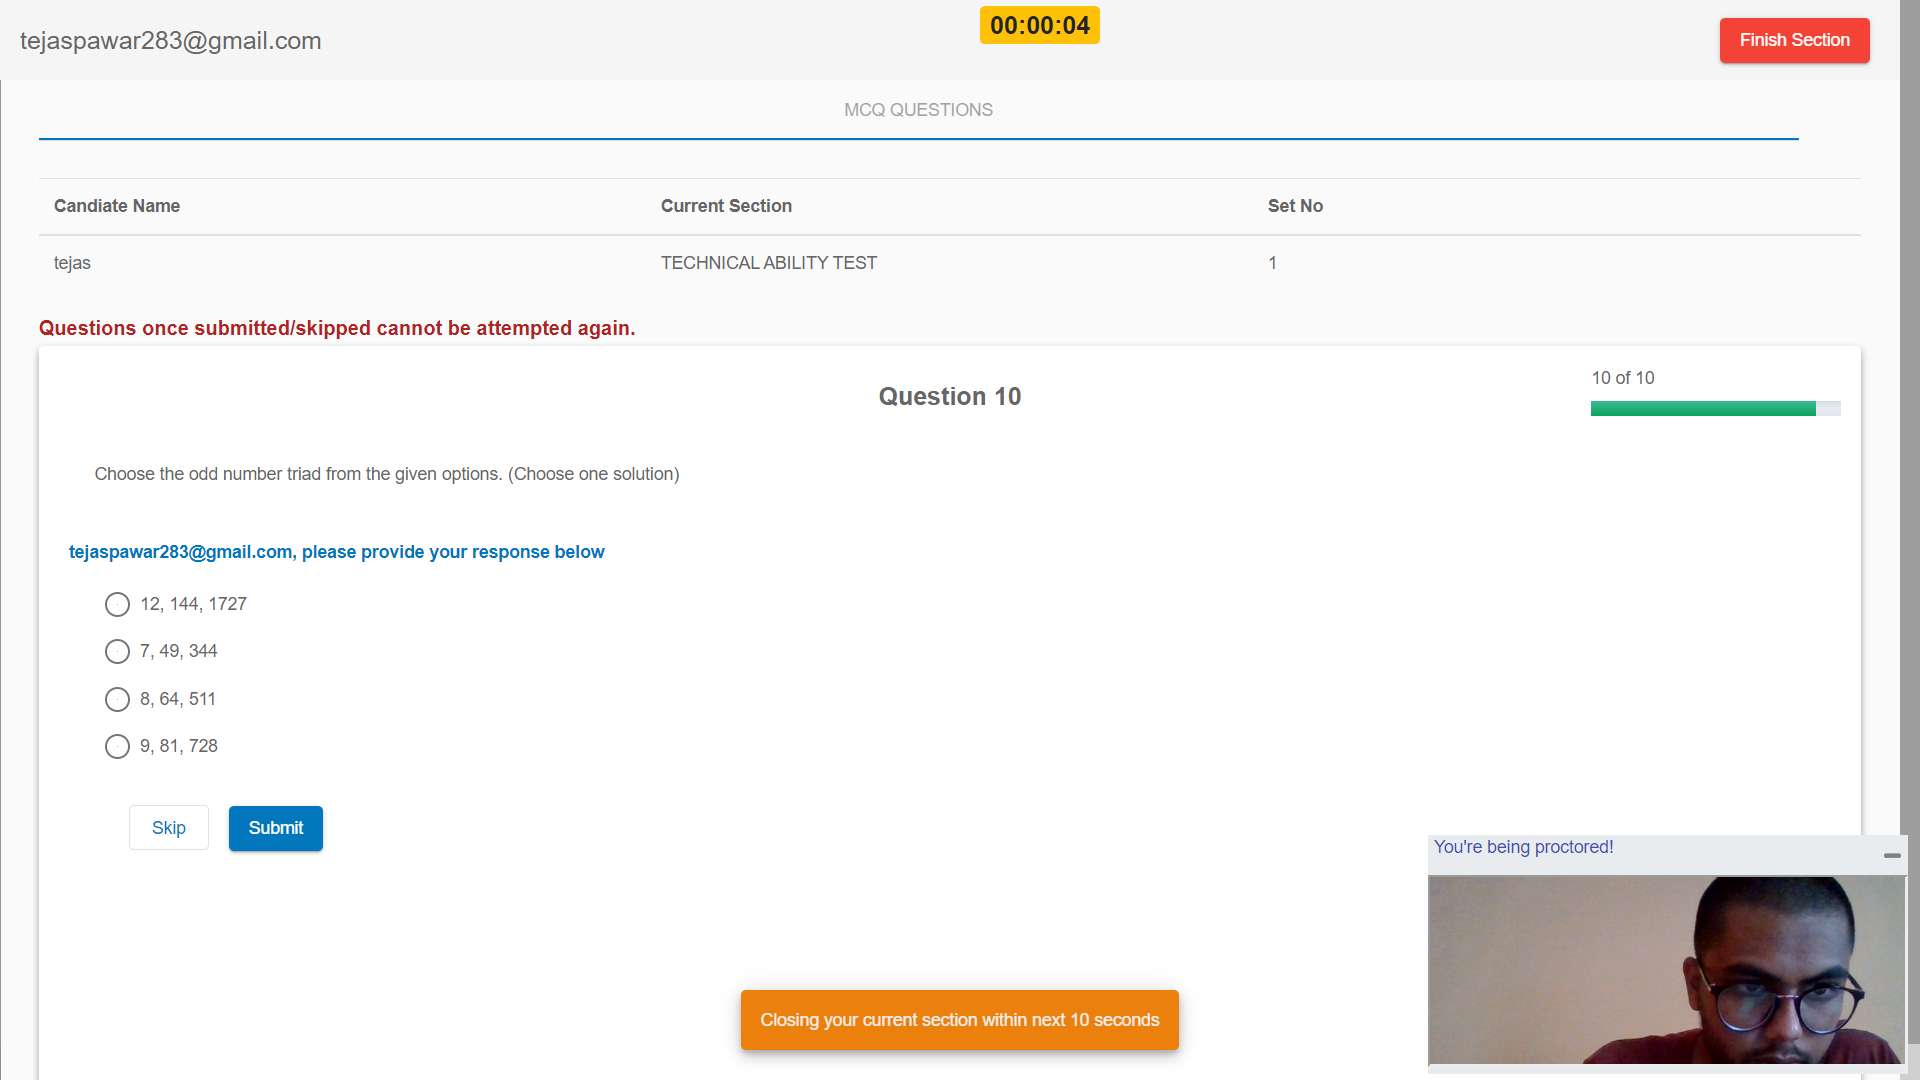 tejaspawar283@gmail.com
00:00:04
Finish Section
MCQ QUESTIONS
Candiate Name Current Section Set No
tejas TECHNICAL ABILITY TEST 1
Questions once submitted/skipped cannot be attempted again.
10 of 10
Question 10
Choose the odd number triad from the given options. (Choose one solution)
tejaspawar283@gmail.com, please provide your response below
12, 144, 1727
7, 49, 344
8, 64, 511
9, 81, 728
Skip Submit
You're being proctored!
Closing your current section within next 10 seconds